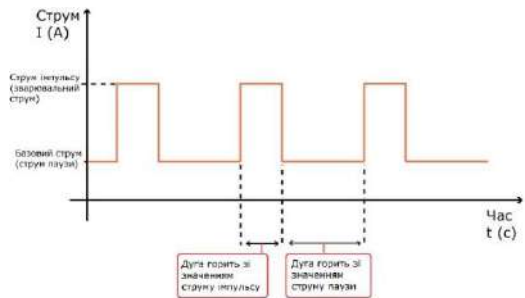 Струм
I (A)
Струм імпульсу
(зварювальний
струм)
Базовий струм
(струм паузи)
Час
t (c)
Дуга горить зі
значенням
струму імпульсу
Дуга горить зі
значенням
струму паузи